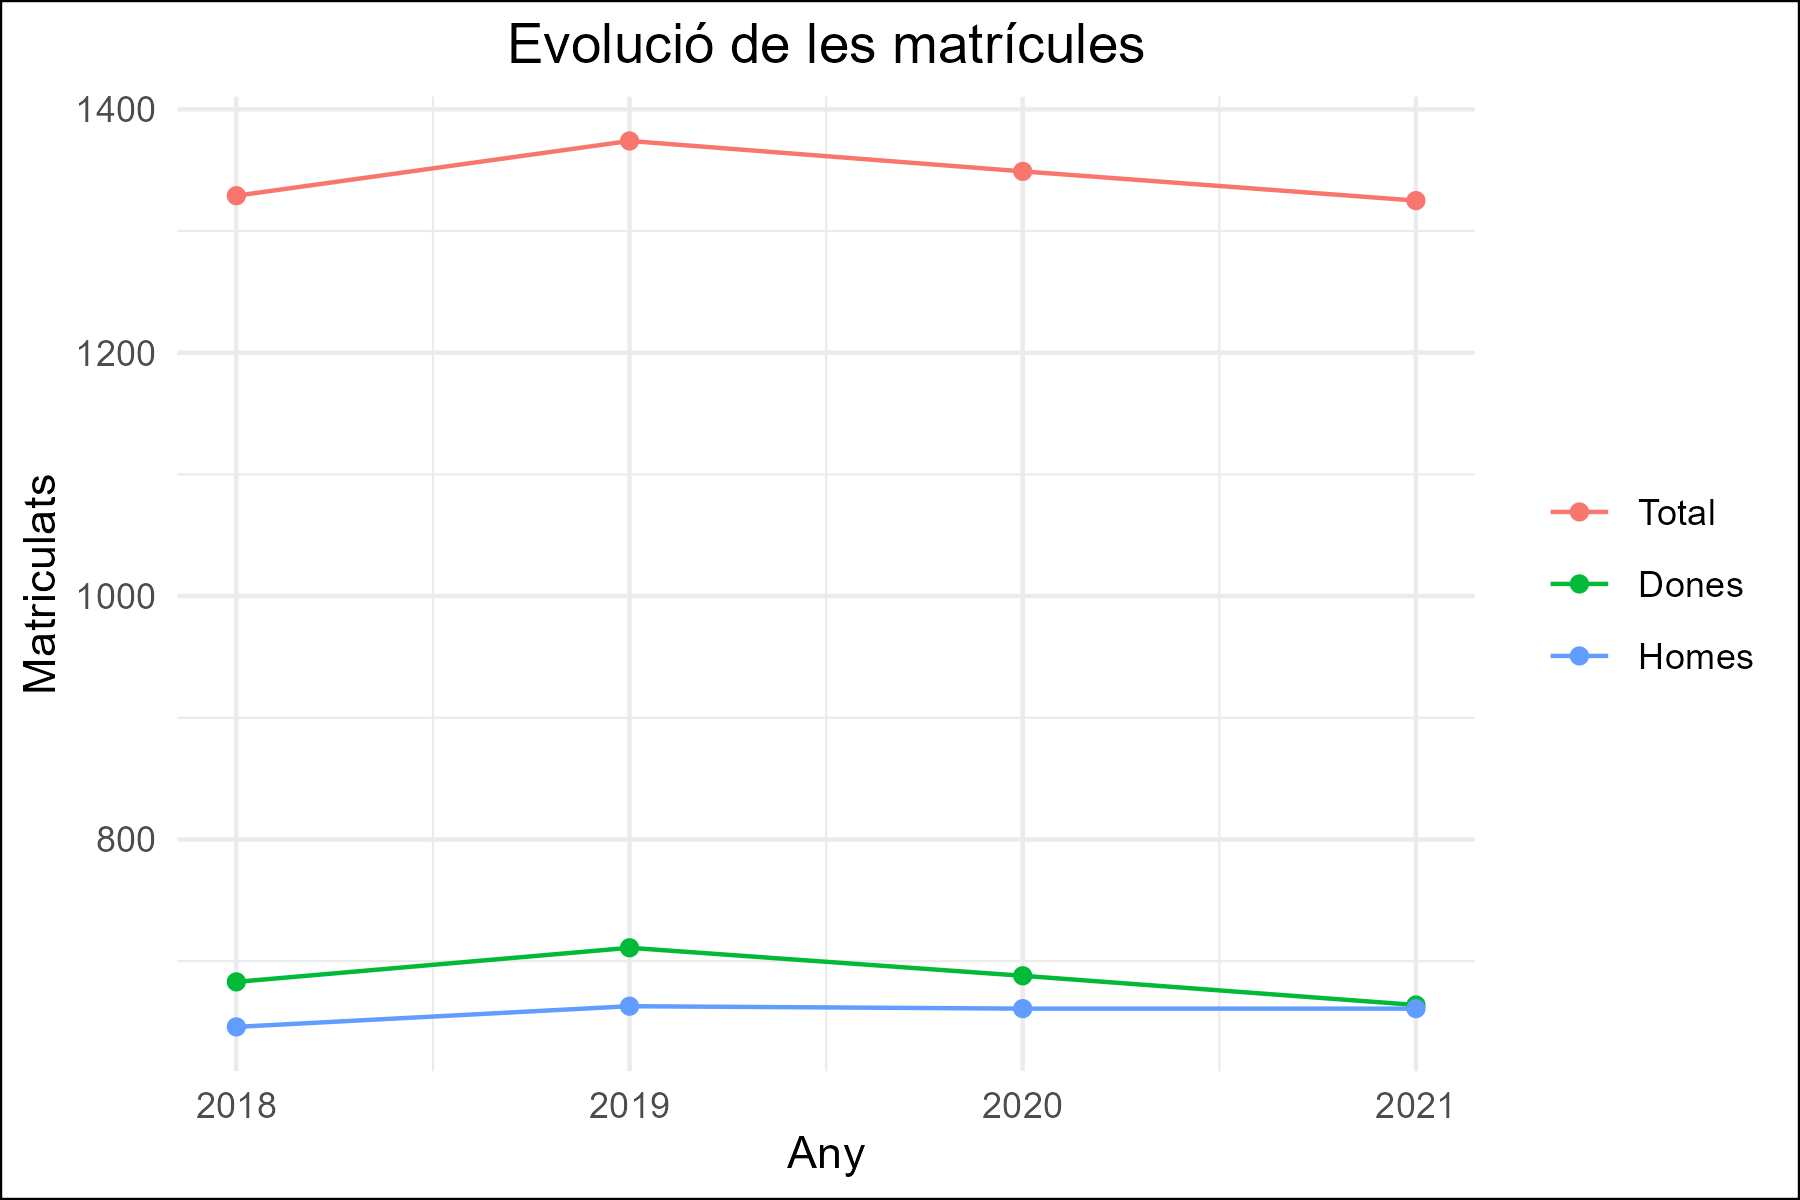 Evolució de les matrícules
1400
1200
1000
800
Matriculats
2018 2019 2020 2021
Any
Total
Dones
Homes